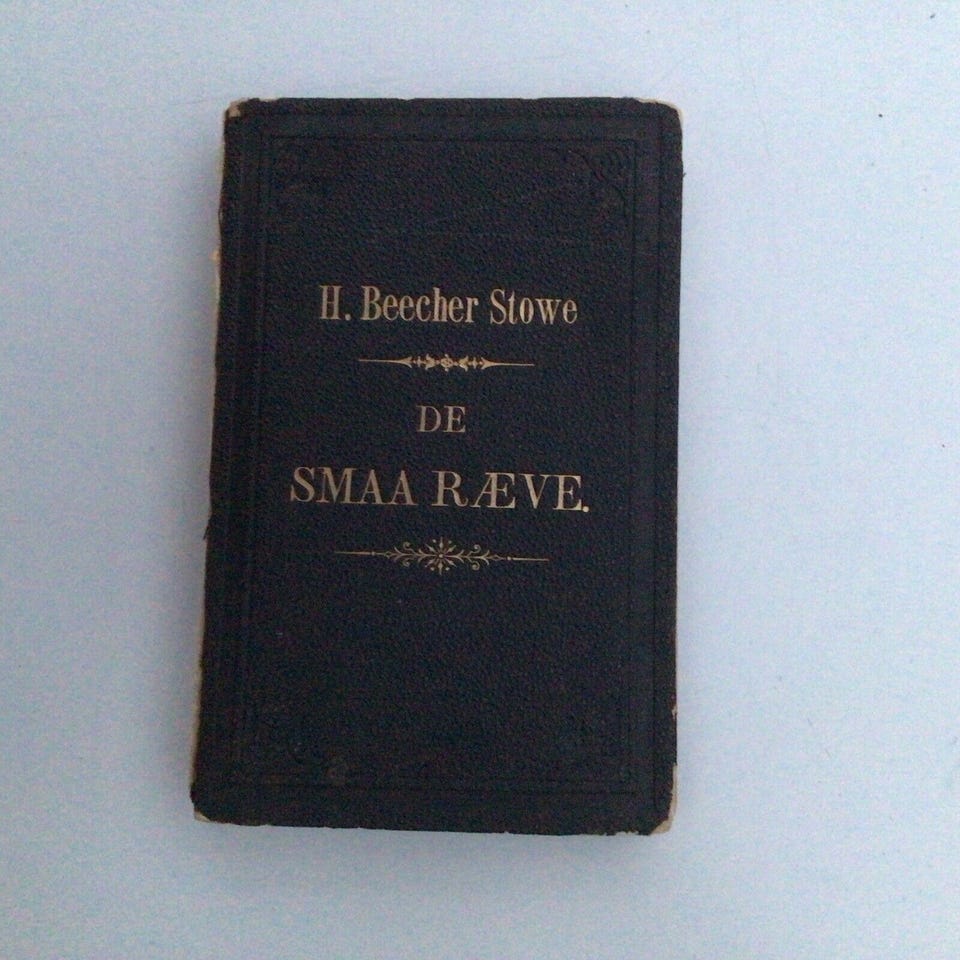 H. Beecher Stowe
DE
SMAA RÆVE.